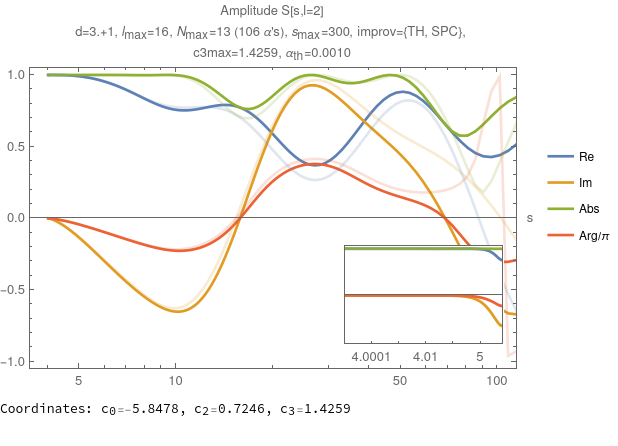 Amplitude S[s,l=2]
d=3.+1, lmax=16, Nmax=13 (106 α's), smax=300, improv={TH, SPC},
c3max=1.4259, αth=0.0010
1.0
0.5
0.0
-0.5
-1.0
s
Re
Im
Abs
Arg/π
4.0001 4.01 5
5 10 50 100
Coordinates: c0=-5.8478, c2=0.7246, c3=1.4259